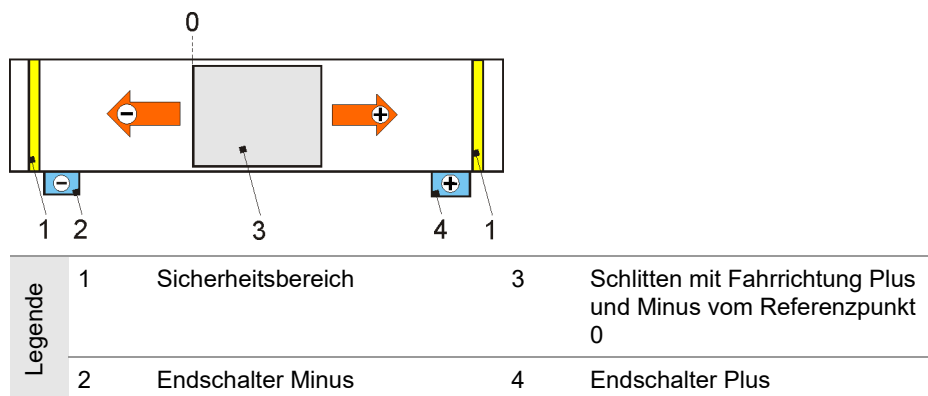 0
- +
- +
1 2 3 4 1
Legende
1 Sicherheitsbereich 3 Schlitten mit Fahrrichtung Plus
und Minus vom Referenzpunkt
0
2 Endschalter Minus 4 Endschalter Plus